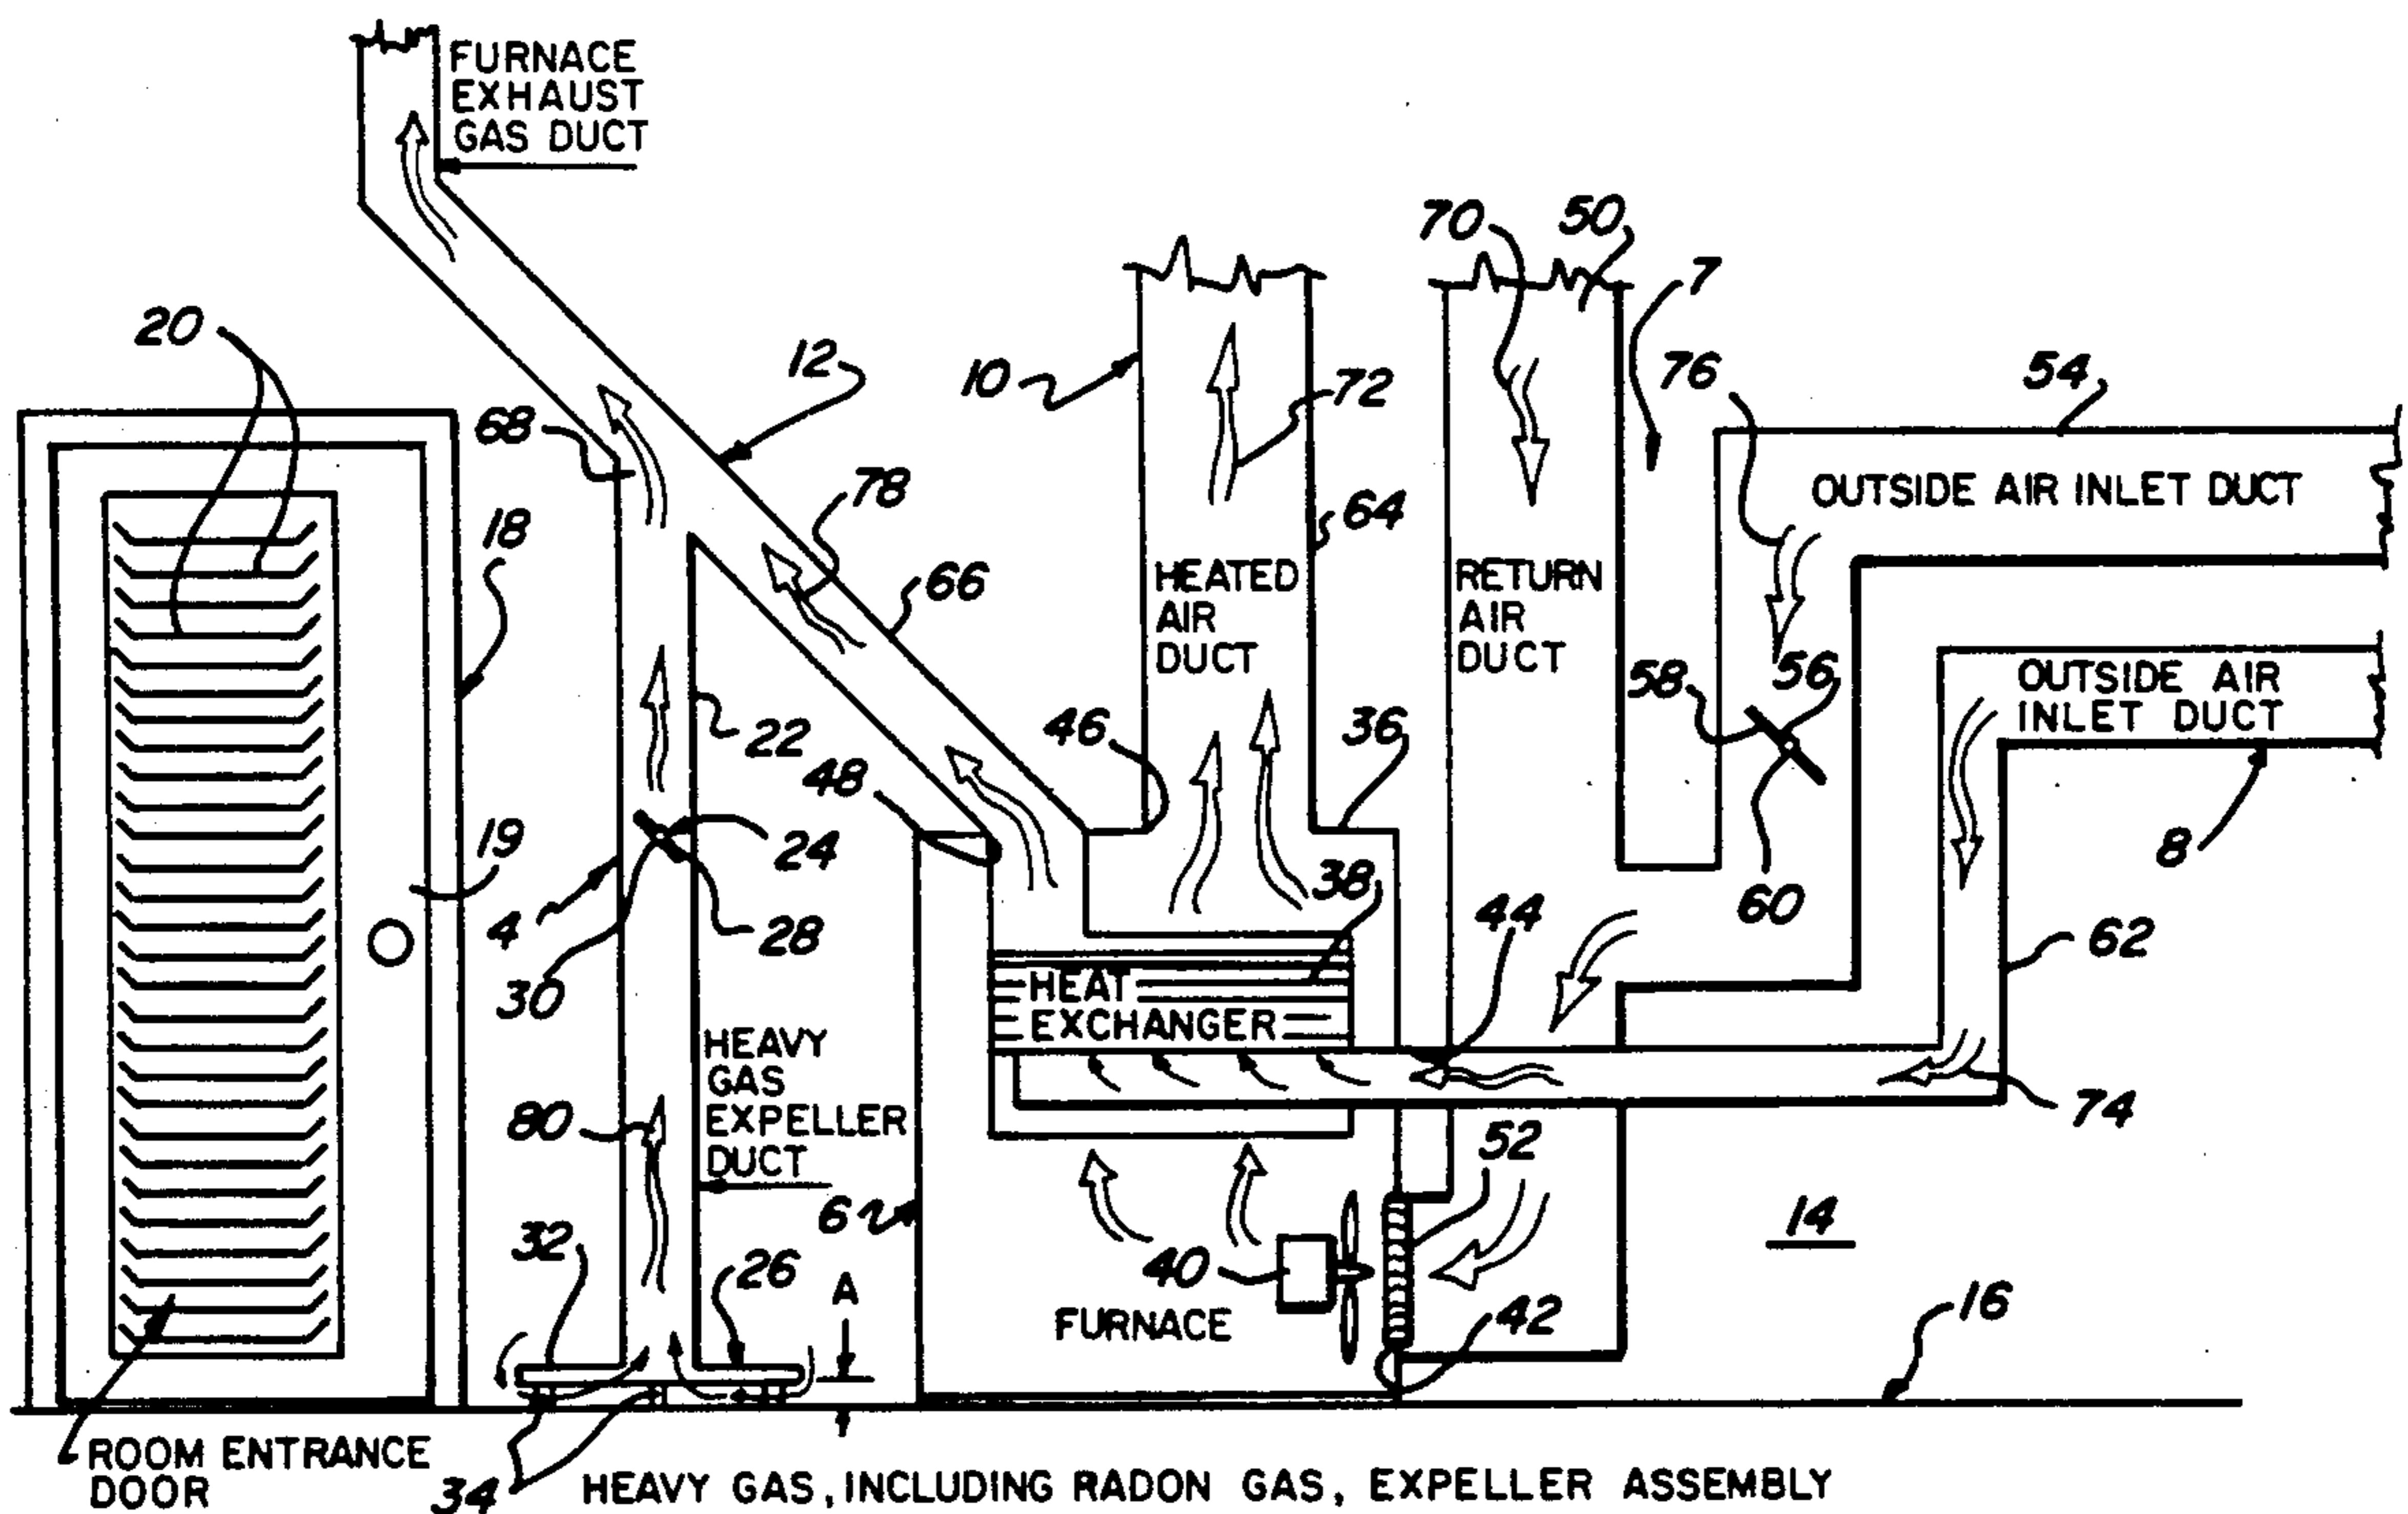 FURNACE
EXHAUST
GAS DUCT
70
50
7
20
12
10
72
76
54
68
78
64
OUTSIDE AIR INLET DUCT
18
66
HEATED
AIR
DUCT
RETURN
AIR
DUCT
58
56
OUTSIDE AIR
INLET DUCT
22
46
36
48
19
24
38
60
8
4
28
44
62
30
HEAT
EXCHANGER
HEAVY
GAS
EXPELLER
DUCT
80
74
52
6
14
32
26
A
40
FURNACE
42
16
ROOM ENTRANCE
DOOR
34
HEAVY GAS, INCLUDING RADON GAS, EXPELLER ASSEMBLY